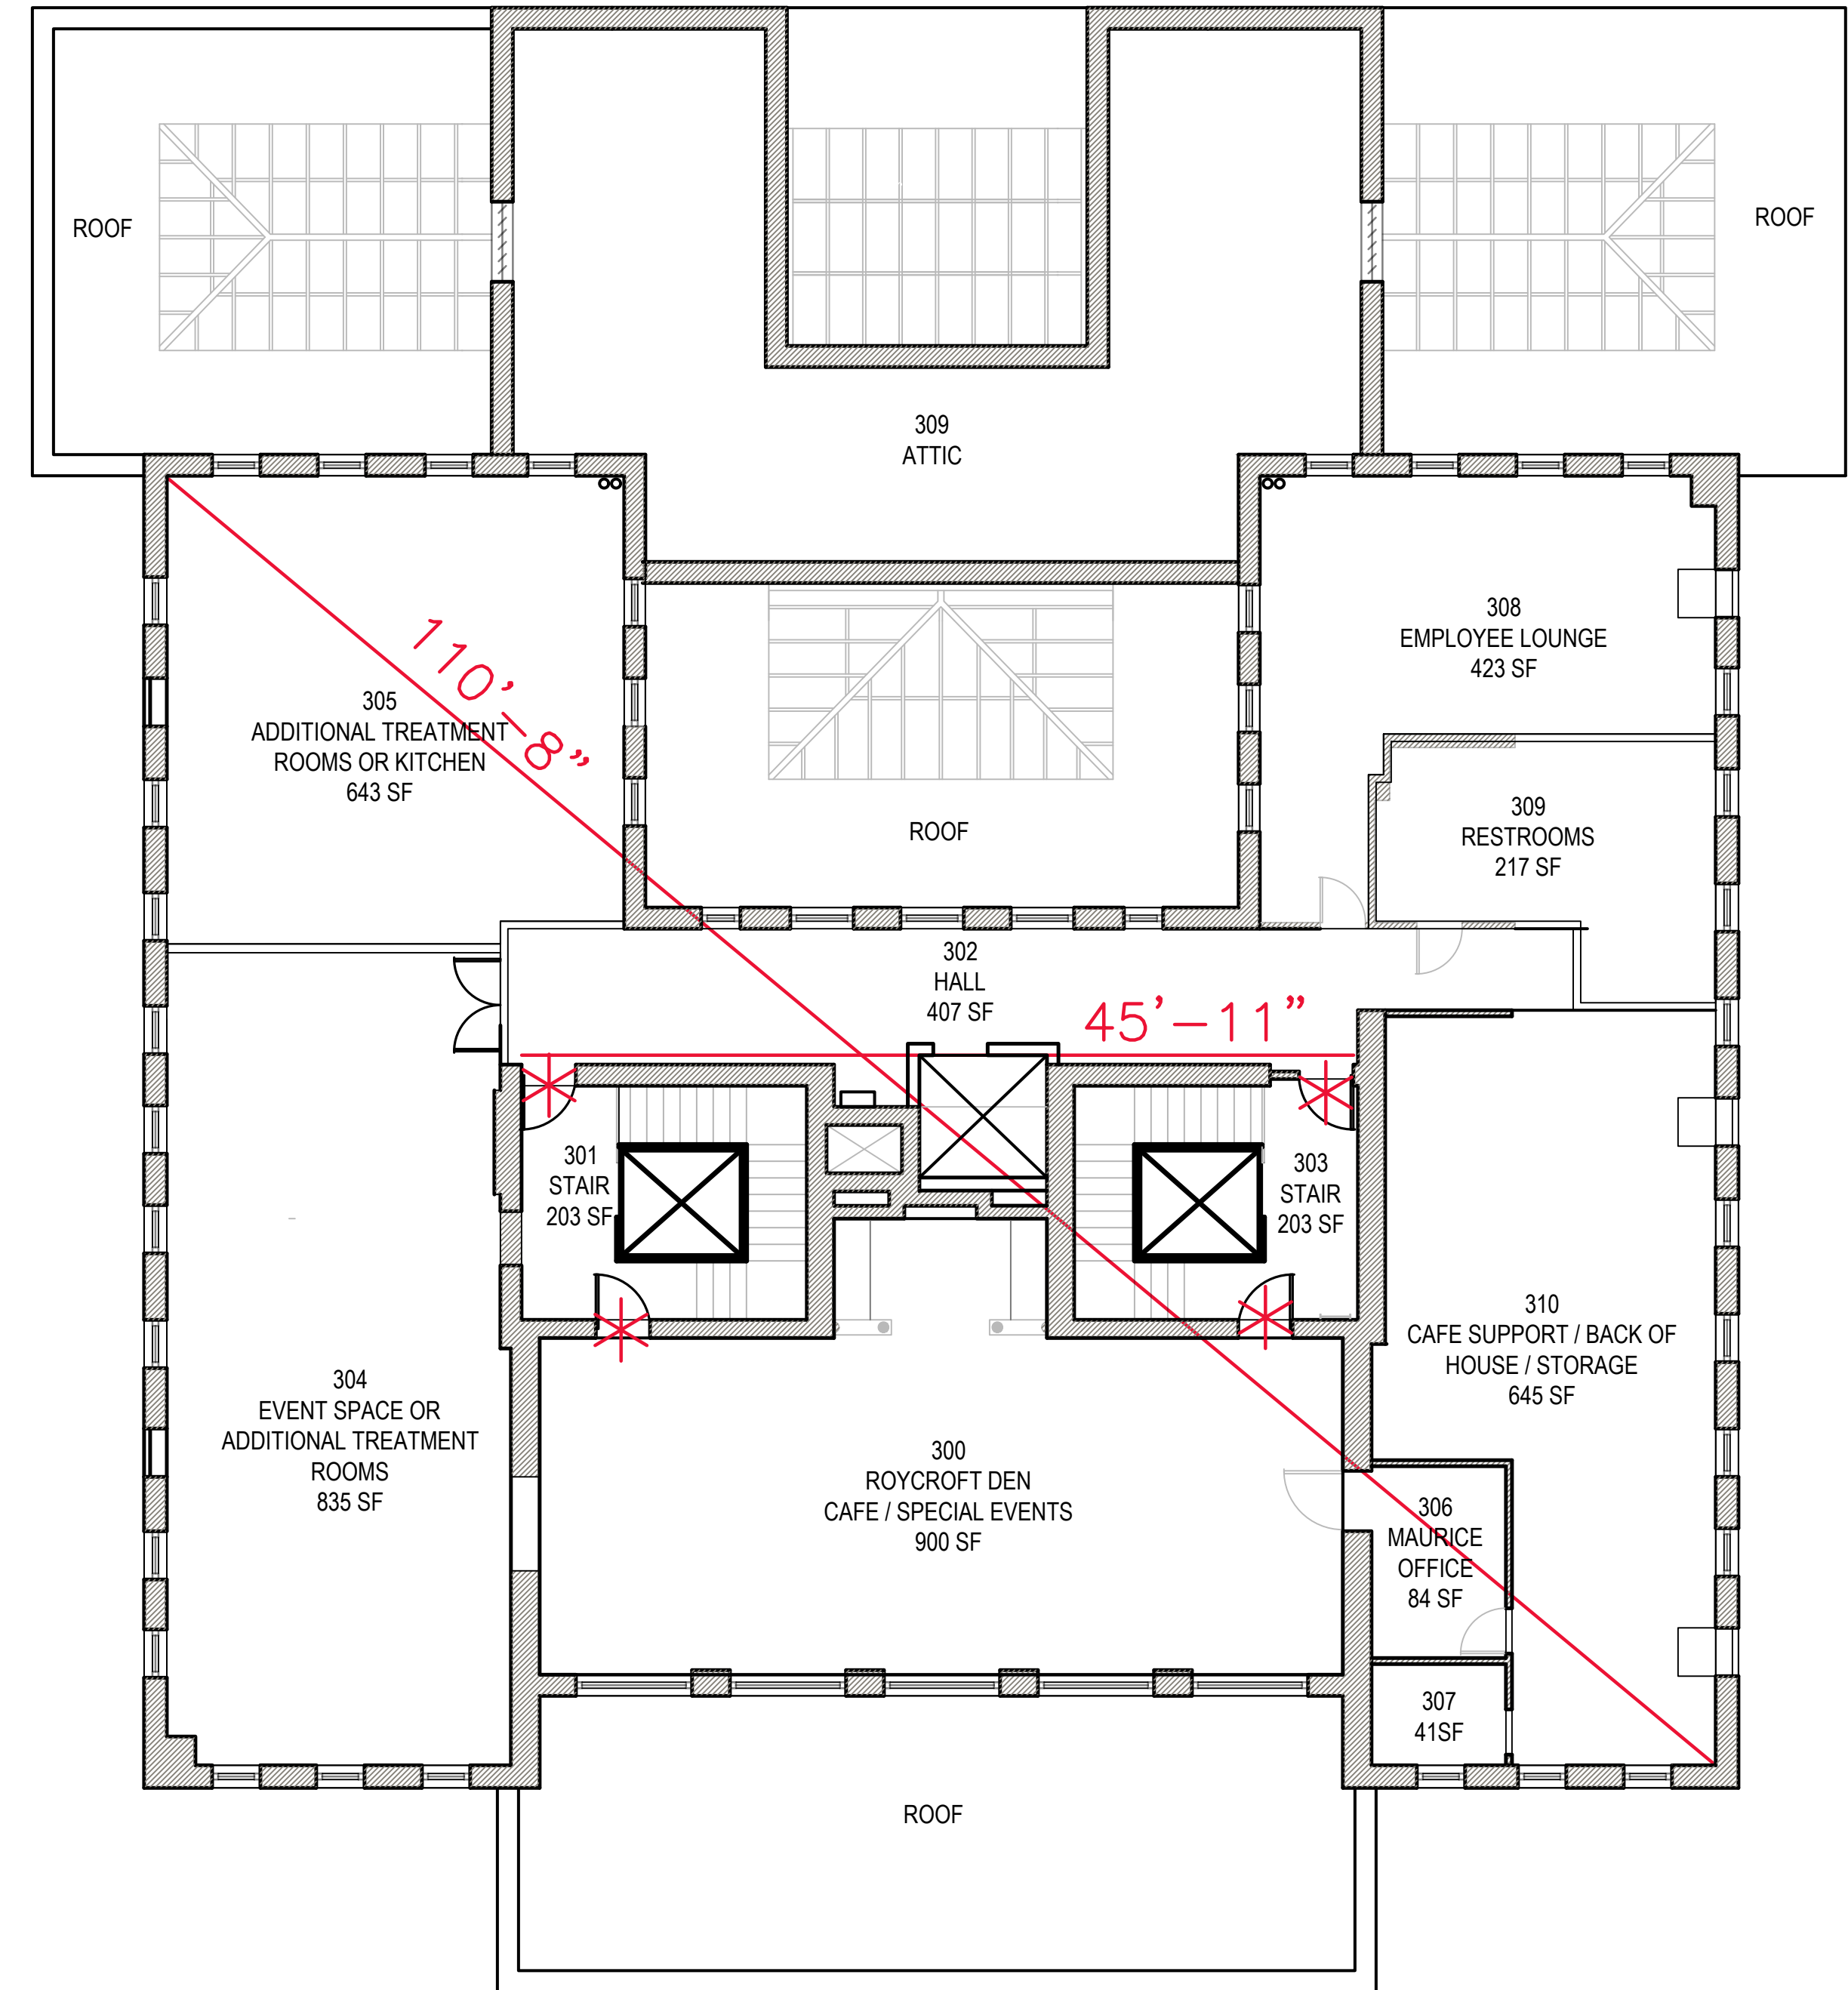 ROOF
ROOF
309
ATTIC
308
EMPLOYEE LOUNGE
423 SF
110'-8"
305
ADDITIONAL TREATMENT
ROOMS OR KITCHEN
643 SF
309
RESTROOMS
217 SF
ROOF
302
HALL
407 SF
45'-11"
301
STAIR
203 SF
303
STAIR
203 SF
310
CAFE SUPPORT / BACK OF
HOUSE / STORAGE
645 SF
304
EVENT SPACE OR
ADDITIONAL TREATMENT
ROOMS
835 SF
300
ROYCROFT DEN
CAFE / SPECIAL EVENTS
900 SF
306
MAURICE
OFFICE
84 SF
307
41SF
ROOF